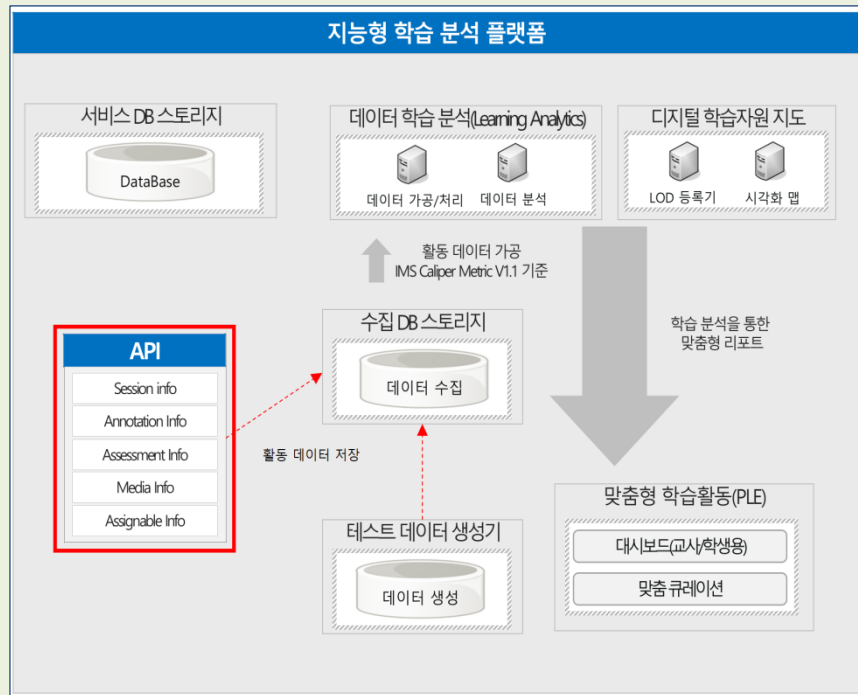 지능형 학습 분석 플랫폼
서비스 DB 스토리지
DataBase
데이터 학습 분석(Learning Analytics)
데이터 가공/처리
데이터 분석
디지털 학습자원 지도
LOD 등록기
시각화 맵
활동 데이터 가공
IMS Caliper Metric V1.1 기준
수집 DB 스토리지
데이터 수집
학습 분석을 통한
맞춤형 리포트
API
Session info
Annotation Info
Assessment Info
Media Info
Assignable Info
활동 데이터 저장
테스트 데이터 생성기
데이터 생성
맞춤형 학습활동(PLE)
대시보드(교사/학생용)
맞춤 큐레이션